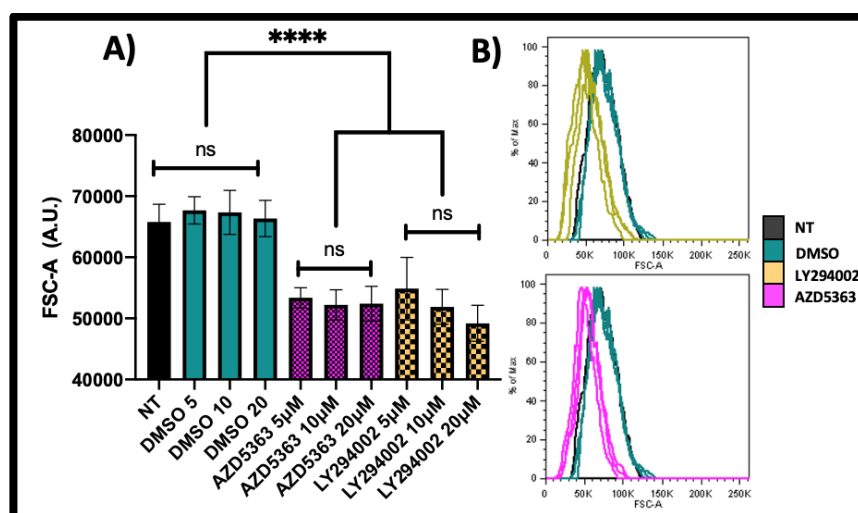 A)
****
B)
FSC-A (A.U.)
80000
70000
60000
50000
40000
ns
ns
ns
NT
DMSO 5
DMSO 10
DMSO 20
AZD5363 5μM
AZD5363 10μM
AZD5363 20μM
LY294002 5μM
LY294002 10μM
LY294002 20μM
% of Max
100
80
60
40
20
0
0
50K
100K
150K
200K
250K
FSC-A
% of Max
100
80
60
40
20
0
0
50K
100K
150K
200K
250K
FSC-A
NT
DMSO
LY294002
AZD5363